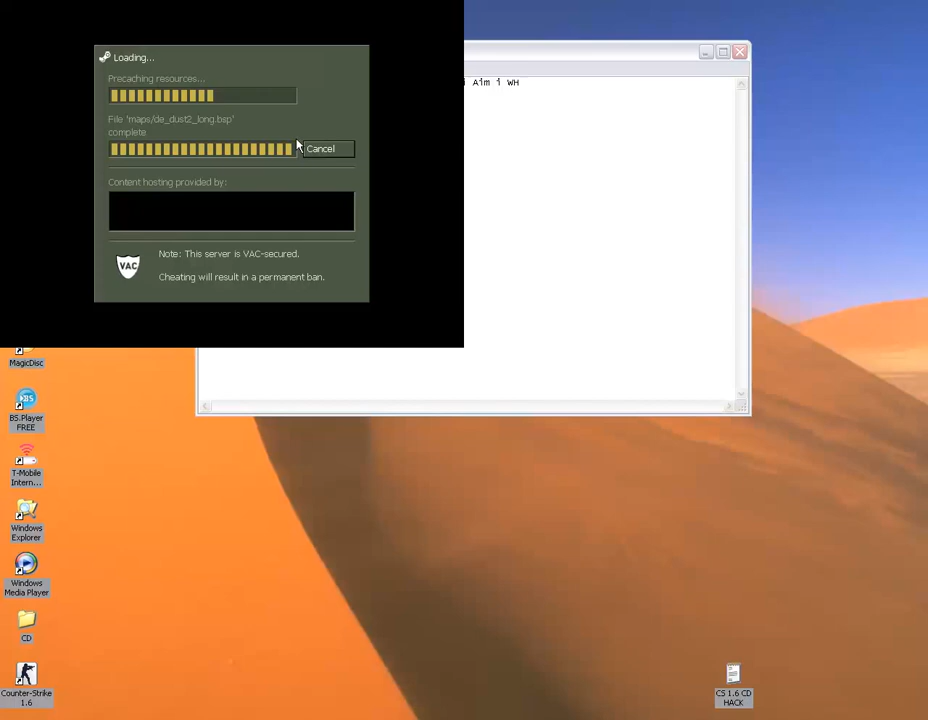 Loading...
Precaching resources...
File 'maps/de_dust2_long.bsp'
complete
Cancel
Content hosting provided by:
VAC
Note: This server is VAC-secured.
Cheating will result in a permanent ban.
i Aim i WH
MagicDisc
BS
BS.Player
FREE
T-Mobile
Intern...
Windows
Explorer
Windows
Media Player
CD
Counter-Strike
1.6
CS 1.6 CD
HACK